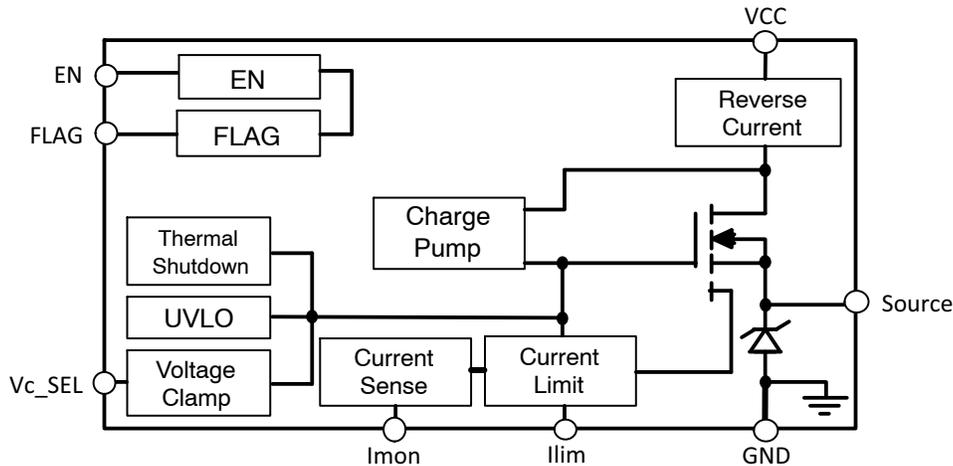 VCC
EN
EN
FLAG
FLAG
Reverse
Current
Charge
Pump
Thermal
Shutdown
UVLO
Source
Vc_SEL
Voltage
Clamp
Current
Sense
Current
Limit
Imon
Ilim
GND